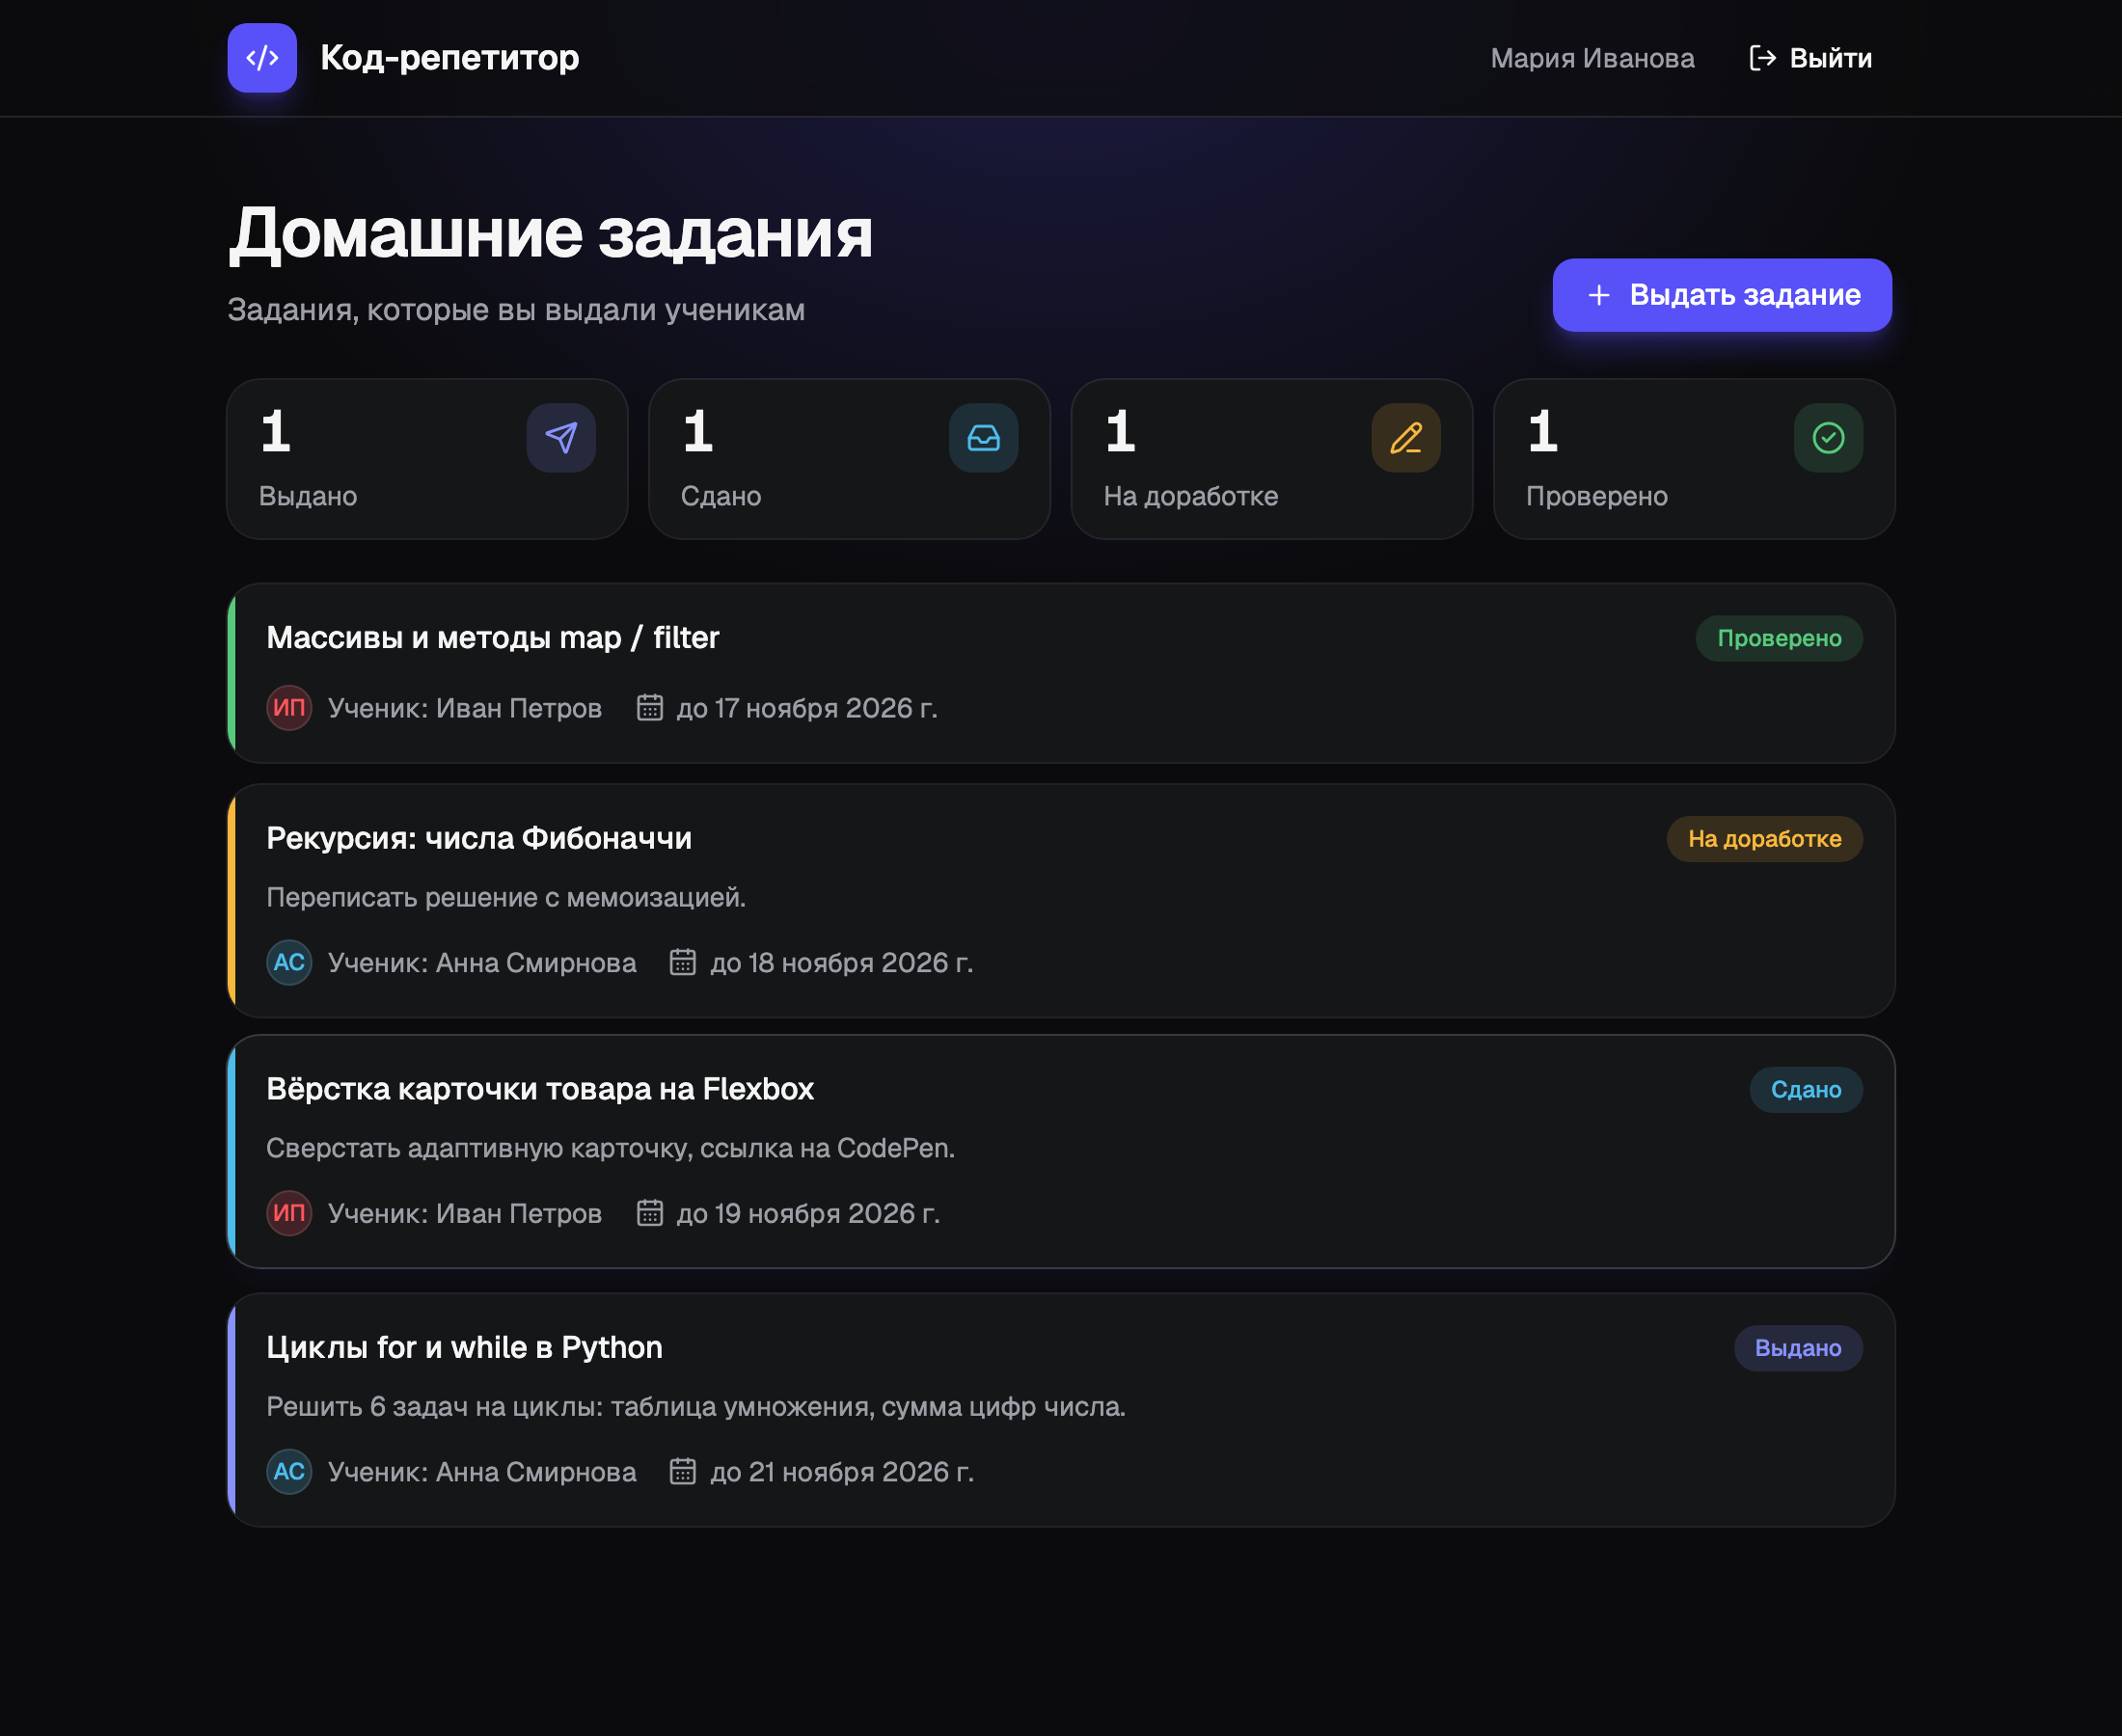 Код-репетитор
Мария Иванова
Выйти
Домашние задания
Задания, которые вы выдали ученикам
Выдать задание
1
Выдано
1
Сдано
1
На доработке
1
Проверено
Массивы и методы map / filter
Проверено
ИП Ученик: Иван Петров до 17 ноября 2026 г.
Рекурсия: числа Фибоначчи
На доработке
Переписать решение с мемоизацией.
АС Ученик: Анна Смирнова до 18 ноября 2026 г.
Вёрстка карточки товара на Flexbox
Сдано
Сверстать адаптивную карточку, ссылка на CodePen.
ИП Ученик: Иван Петров до 19 ноября 2026 г.
Циклы for и while в Python
Выдано
Решить 6 задач на циклы: таблица умножения, сумма цифр числа.
АС Ученик: Анна Смирнова до 21 ноября 2026 г.